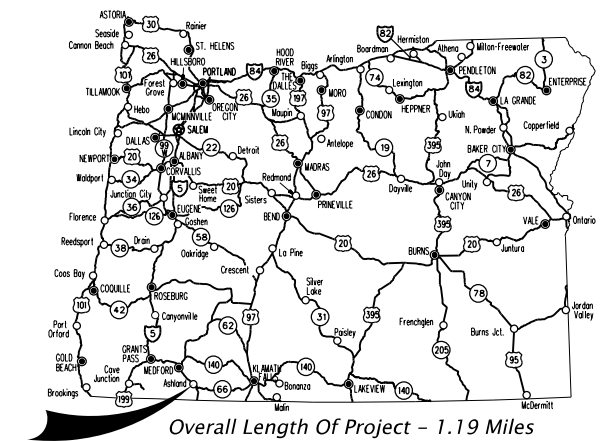 ASTORIA
30
Rainier
Seaside
Cannon Beach
ST. HELENS
26
HILLSBORO
PORTLAND
84
HOOD
RIVER
THE
DALLES
Biggs
Arlington
Boardman
82
Hermiston
Athena
Milton-Freewater
3
PENDLETON
82
ENTERPRISE
101
TILLAMOOK
Forest
Grove
OREGON
CITY
26
35
197
MORO
97
74
Lexington
HEPPNER
84
LA GRANDE
Hebo
MCMINNVILLE
Maupin
CONDON
Ukiah
N. Powder
Copperfield
Lincoln City
SALEM
DALLAS
99
W
22
Detroit
26
Antelope
19
395
BAKER CITY
NEWPORT
20
ALBANY
CORVALLIS
MADRAS
John
Day
7
Waldport
34
5
Sweet
Home
20
Redmond
26
Dayville
Unity
26
Junction City
36
126
EUGENE
126
Sisters
PRINEVILLE
CANYON
CITY
Florence
Goshen
BEND
395
VALE
Ontario
Reedsport
38
Drain
58
Oakridge
La Pine
20
BURNS
20
Juntura
Coos Bay
Crescent
COQUILLE
ROSEBURG
Silver
Lake
78
101
42
Canyonville
62
97
31
395
Frenchglen
Burns Jct.
Jordan
Valley
Port
Orford
5
Paisley
GOLD
BEACH
GRANTS
PASS
205
95
MEDFORD
140
KLAMATH
FALLS
140
Cave
Junction
Ashland
66
Bonanza
LAKEVIEW
140
Brookings
199
Malin
McDermitt
Overall Length Of Project – 1.19 Miles